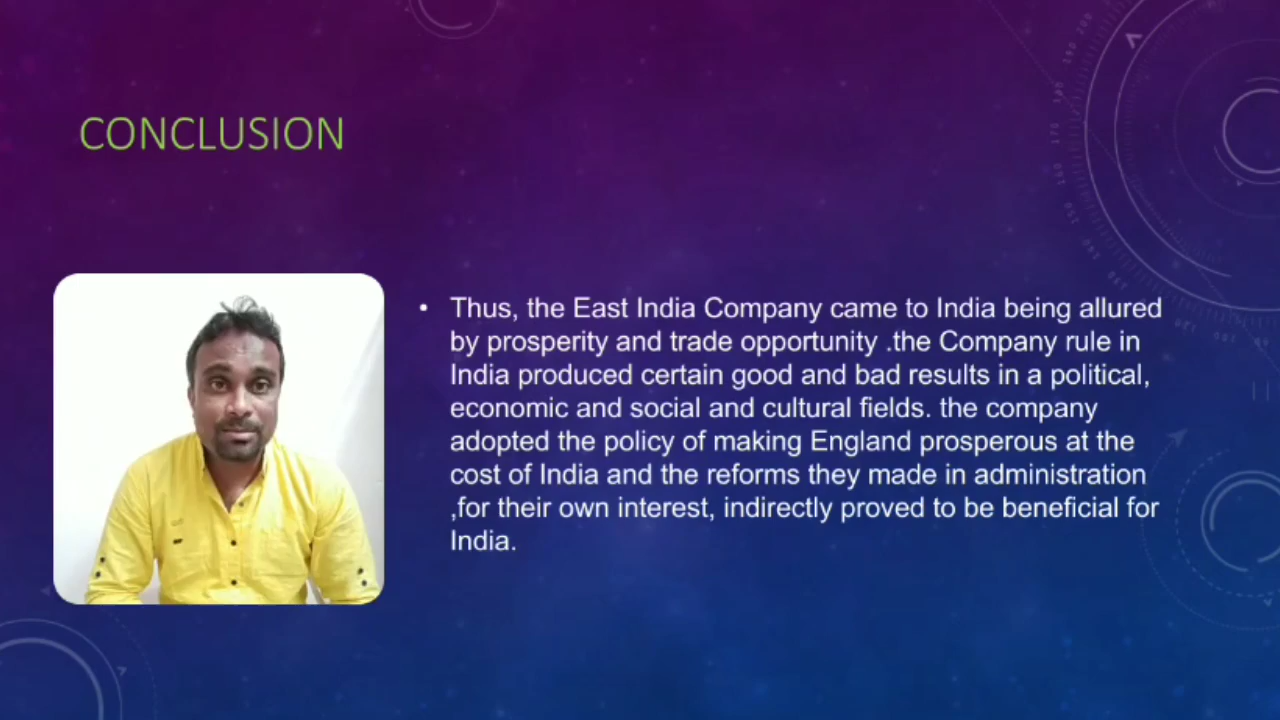 CONCLUSION
• Thus, the East India Company came to India being allured
by prosperity and trade opportunity .the Company rule in
India produced certain good and bad results in a political,
economic and social and cultural fields. the company
adopted the policy of making England prosperous at the
cost of India and the reforms they made in administration
,for their own interest, indirectly proved to be beneficial for
India.